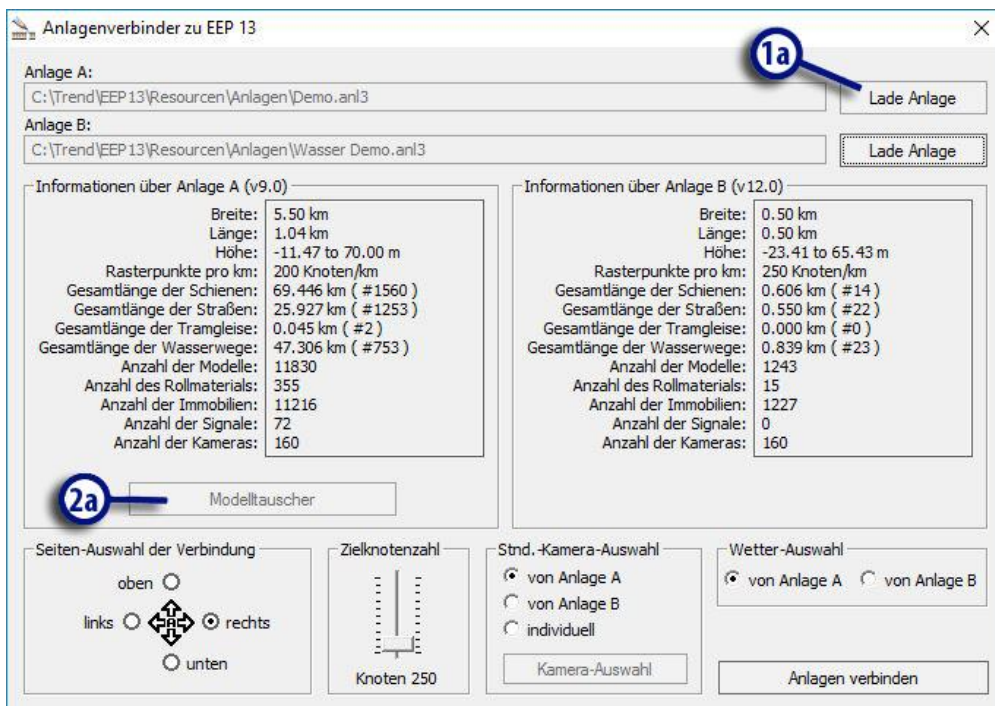 Anlagenverbinder zu EEP 13
1a
Anlage A:
C:\Trend\EEP13\Resourcen\Anlagen\Demo.anl3
Lade Anlage
Anlage B:
C:\Trend\EEP13\Resourcen\Anlagen\Wasser Demo.anl3
Lade Anlage
Informationen über Anlage A (v9.0)
Breite: 5.50 km
Länge: 1.04 km
Höhe: -11.47 to 70.00 m
Rasterpunkte pro km: 200 Knoten/km
Gesamtlänge der Schienen: 69.446 km ( #1560 )
Gesamtlänge der Straßen: 25.927 km ( #1253 )
Gesamtlänge der Tramgleise: 0.045 km ( #2 )
Gesamtlänge der Wasserwege: 47.306 km ( #753 )
Anzahl der Modelle: 11830
Anzahl des Rollmaterials: 355
Anzahl der Immobilien: 11216
Anzahl der Signale: 72
Anzahl der Kameras: 160
2a
Modelltauscher
Informationen über Anlage B (v12.0)
Breite: 0.50 km
Länge: 0.50 km
Höhe: -23.41 to 65.43 m
Rasterpunkte pro km: 250 Knoten/km
Gesamtlänge der Schienen: 0.606 km ( #14 )
Gesamtlänge der Straßen: 0.550 km ( #22 )
Gesamtlänge der Tramgleise: 0.000 km ( #0 )
Gesamtlänge der Wasserwege: 0.839 km ( #23 )
Anzahl der Modelle: 1243
Anzahl des Rollmaterials: 15
Anzahl der Immobilien: 1227
Anzahl der Signale: 0
Anzahl der Kameras: 160
Seiten-Auswahl der Verbindung
oben
links A rechts
unten
Zielknotenzahl
Knoten 250
Stnd.-Kamera-Auswahl
von Anlage A
von Anlage B
individuell
Kamera-Auswahl
Wetter-Auswahl
von Anlage A von Anlage B
Anlagen verbinden